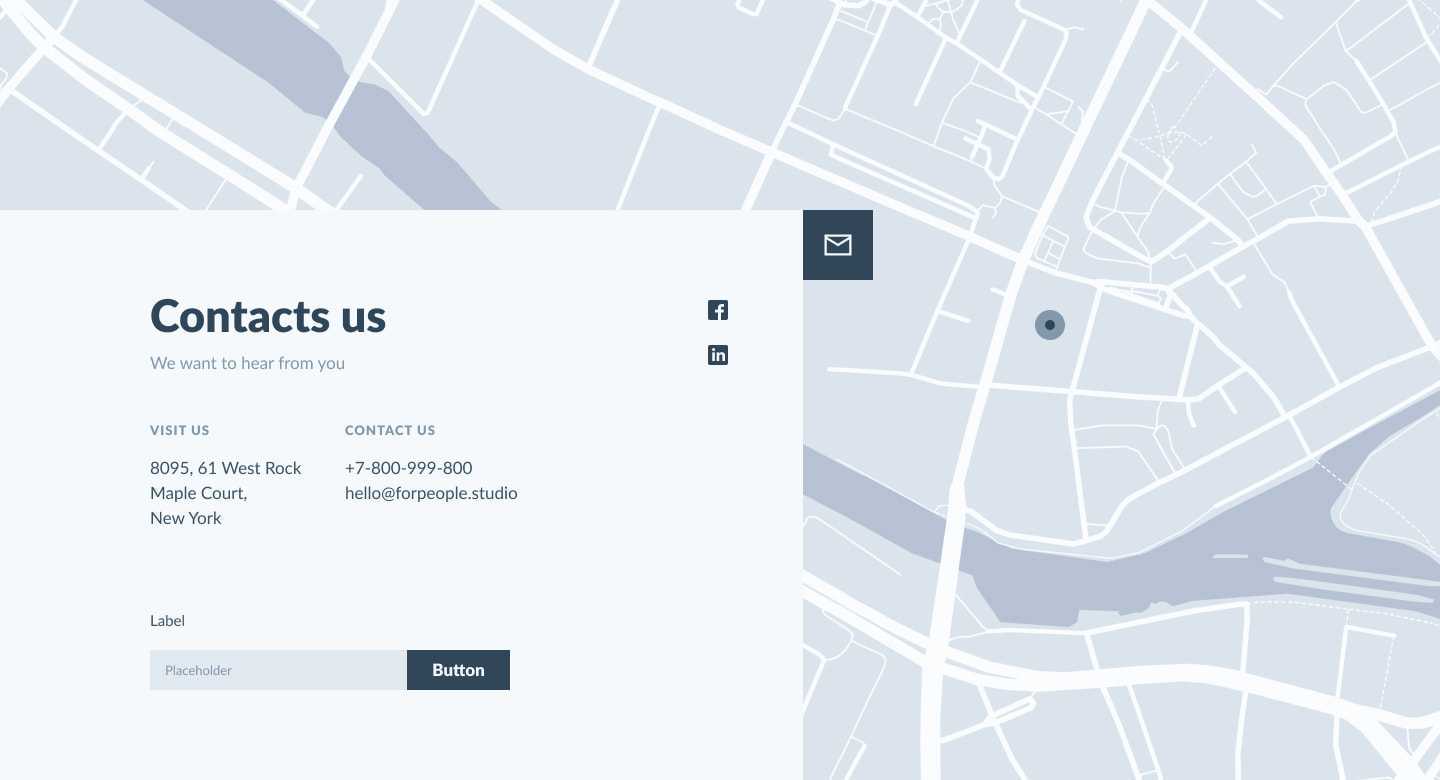 Contacts us
We want to hear from you
VISIT US
8095, 61 West Rock
Maple Court,
New York
CONTACT US
+7-800-999-800
hello@forpeople.studio
Label
Placeholder
Button